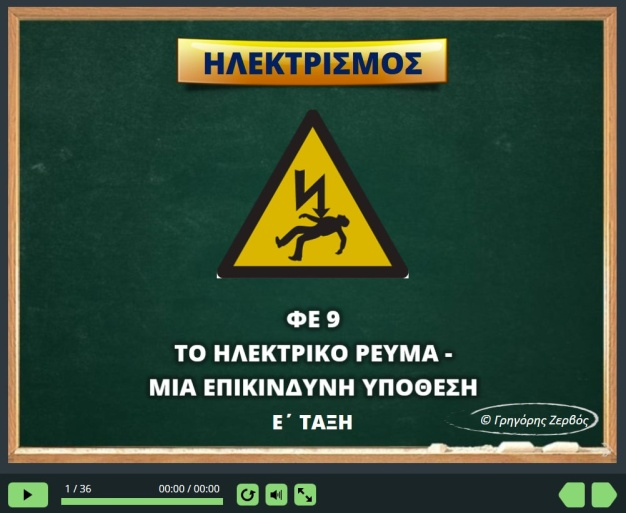 ΗΛΕΚΤΡΙΣΜΟΣ
ΦΕ 9
ΤΟ ΗΛΕΚΤΡΙΚΟ ΡΕΥΜΑ -
ΜΙΑ ΕΠΙΚΙΝΔΥΝΗ ΥΠΟΘΕΣΗ
Ε΄ ΤΑΞΗ
© Γρηγόρης Ζερβός
1 / 36 00:00 / 00:00